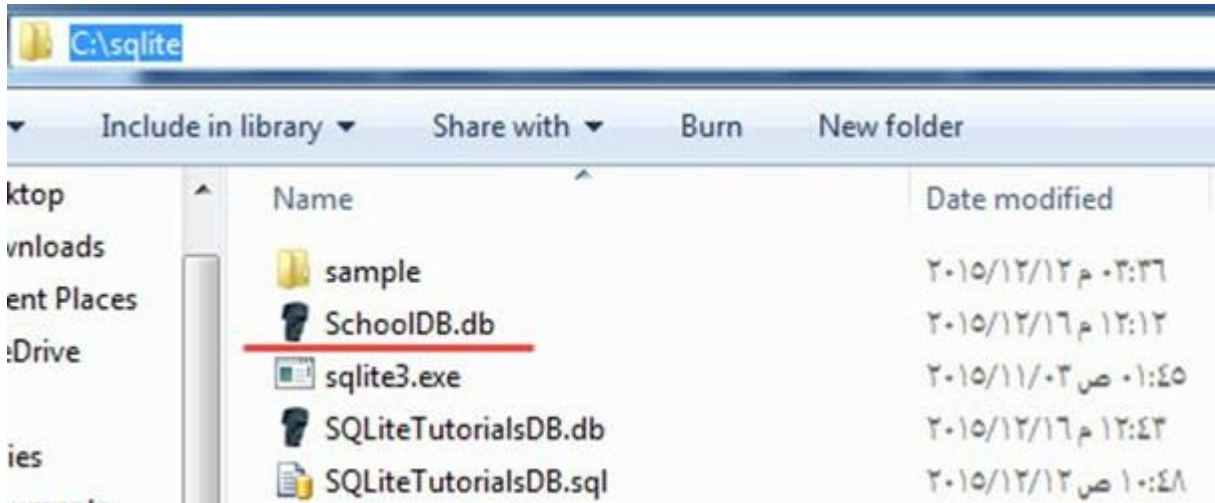 C:\sqlite
Include in library Share with Burn New folder
ktop
Name Date modified
vnloads
sample ٠٣:٣٦ م ٢٠١٥/١٢/١٢
ent Places
SchoolDB.db ١٢:١٢ م ٢٠١٥/١٢/١٦
eDrive
sqlite3.exe ٠١:٤٥ ص ٢٠١٥/١١/٠٣
SQLiteTutorialsDB.db ١٢:٤٣ م ٢٠١٥/١٢/١٦
ies
SQLiteTutorialsDB.sql ١٠:٤٨ ص ٢٠١٥/١٢/١٢